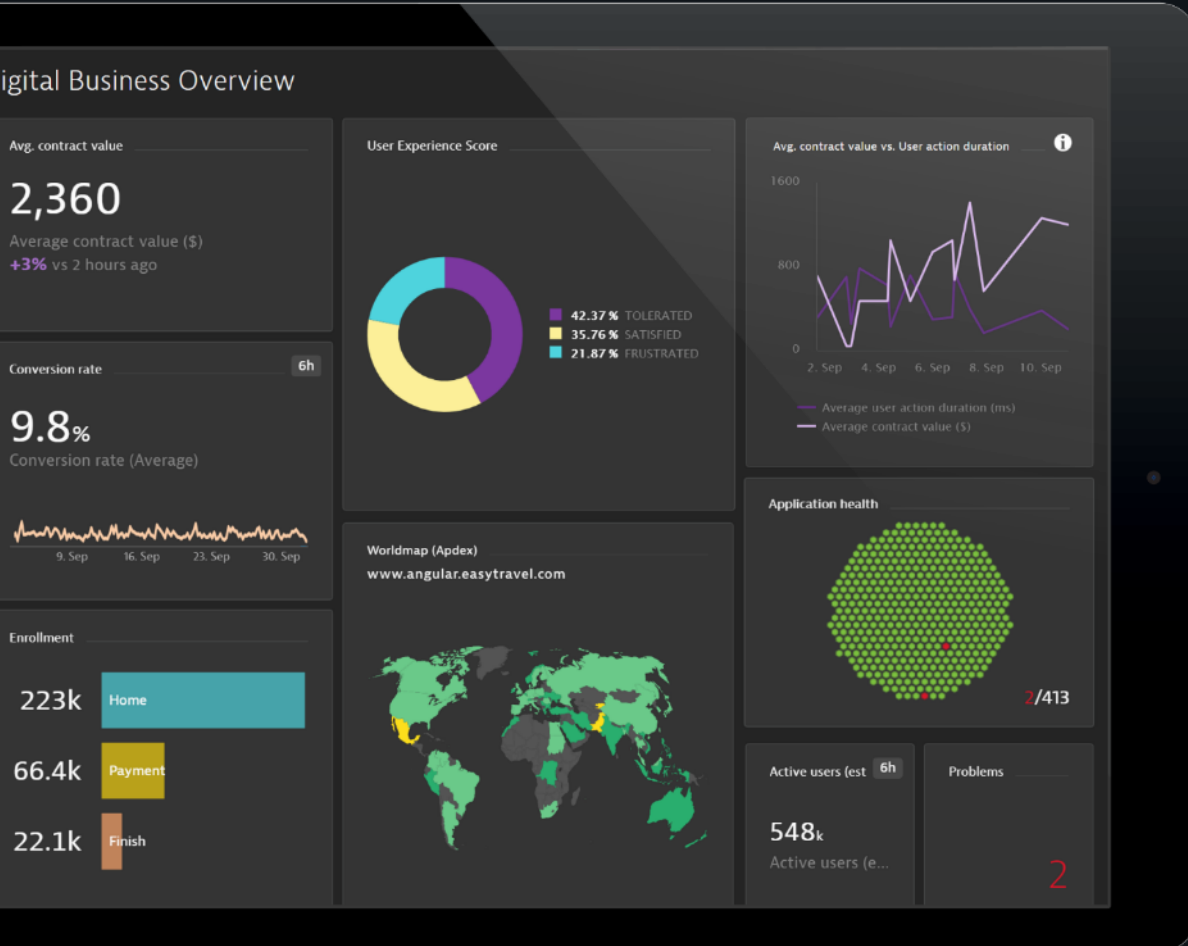 igital Business Overview
Avg. contract value
2,360
Average contract value ($)
+3% vs 2 hours ago
Conversion rate
6h
9.8%
Conversion rate (Average)
9. Sep 16. Sep 23. Sep 30. Sep
Enrollment
223k Home
66.4k Payment
22.1k Finish
User Experience Score
42.37 % TOLERATED
35.76 % SATISFIED
21.87 % FRUSTRATED
Worldmap (Apdex)
www.angular.easytravel.com
Avg. contract value vs. User action duration
i
1600
800
0
2. Sep 4. Sep 6. Sep 8. Sep 10. Sep
Average user action duration (ms)
Average contract value ($)
Application health
2/413
Active users (est 6h
548k
Active users (e...
Problems
2